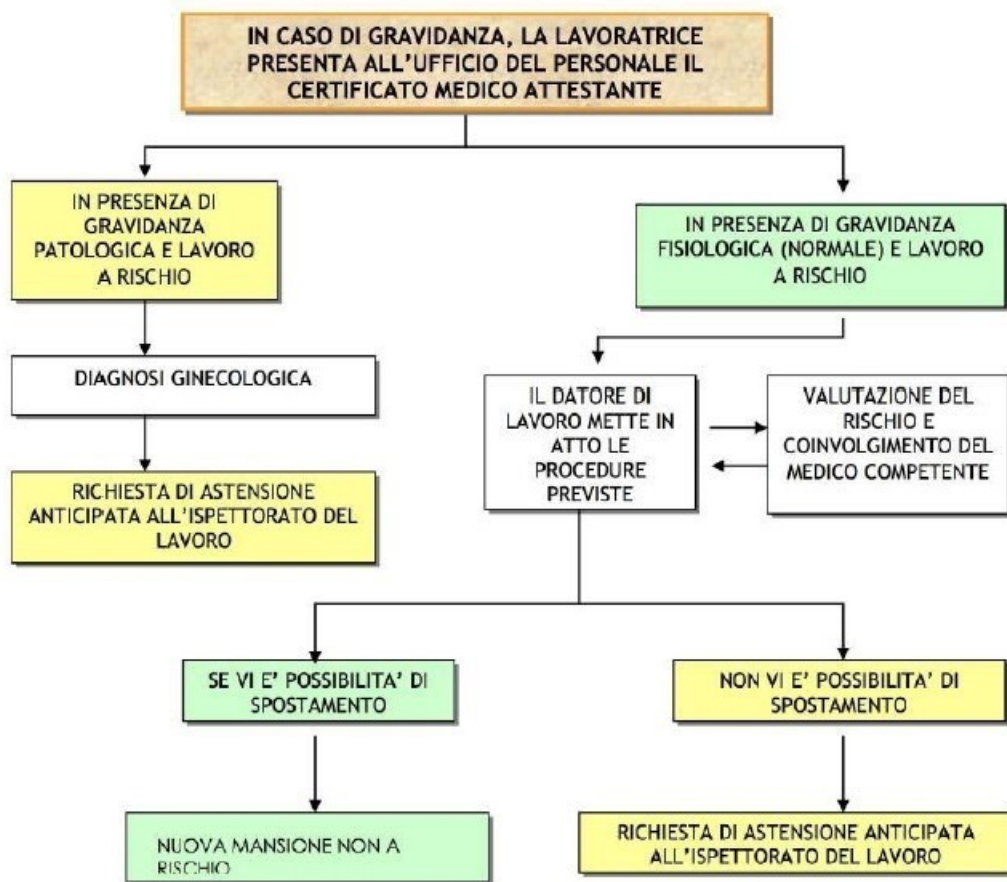 IN CASO DI GRAVIDANZA, LA LAVORATRICE
PRESENTA ALL'UFFICIO DEL PERSONALE IL
CERTIFICATO MEDICO ATTESTANTE
IN PRESENZA DI
GRAVIDANZA
PATOLOGICA E LAVORO
A RISCHIO
IN PRESENZA DI GRAVIDANZA
FISIOLOGICA (NORMALE) E LAVORO
A RISCHIO
DIAGNOSI GINECOLOGICA
IL DATORE DI
LAVORO METTE IN
ATTO LE
PROCEDURE
PREVISTE
VALUTAZIONE DEL
RISCHIO E
COINVOLGIMENTO DEL
MEDICO COMPETENTE
RICHIESTA DI ASTENSIONE
ANTICIPATA ALL'ISPETTORATO DEL
LAVORO
SE VI E' POSSIBILITA' DI
SPOSTAMENTO
NON VI E' POSSIBILITA' DI
SPOSTAMENTO
NUOVA MANSIONE NON A
RISCHIO
RICHIESTA DI ASTENSIONE ANTICIPATA
ALL'ISPETTORATO DEL LAVORO